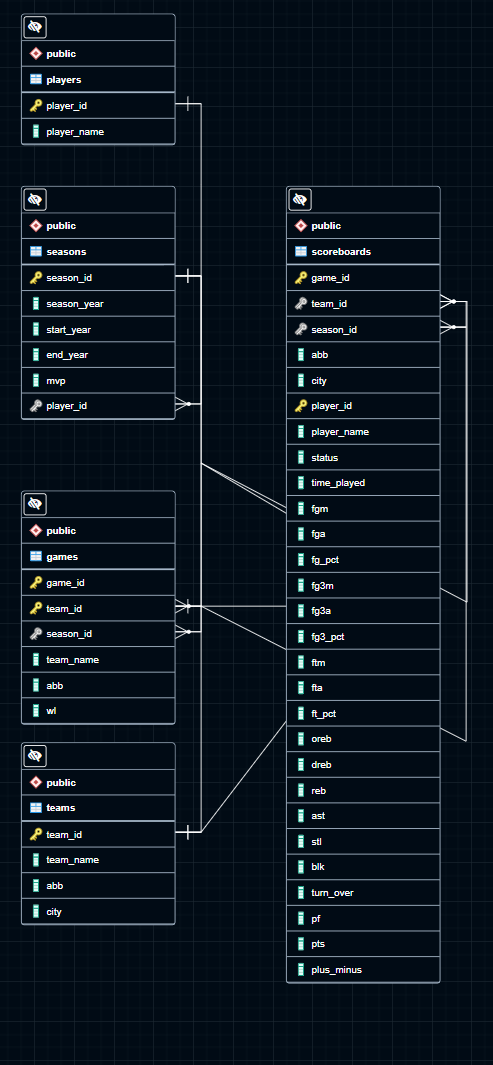 public
players
player_id
player_name
public
seasons
season_id
season_year
start_year
end_year
mvp
player_id
public
games
game_id
team_id
season_id
team_name
abb
wl
public
teams
team_id
team_name
abb
city
public
scoreboards
game_id
team_id
season_id
abb
city
player_id
player_name
status
time_played
fgm
fga
fg_pct
fg3m
fg3a
fg3_pct
ftm
fta
ft_pct
oreb
dreb
reb
ast
stl
blk
turn_over
pf
pts
plus_minus